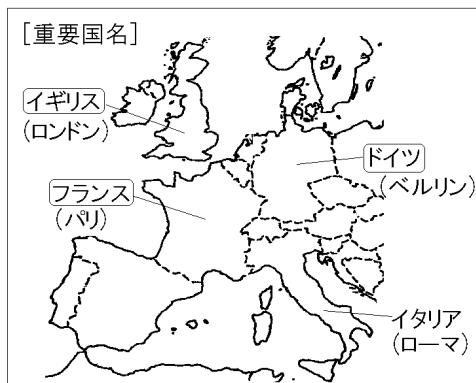 [重要国名]
イギリス
(ロンドン)
ドイツ
(ベルリン)
フランス
(パリ)
イタリア
(ローマ)